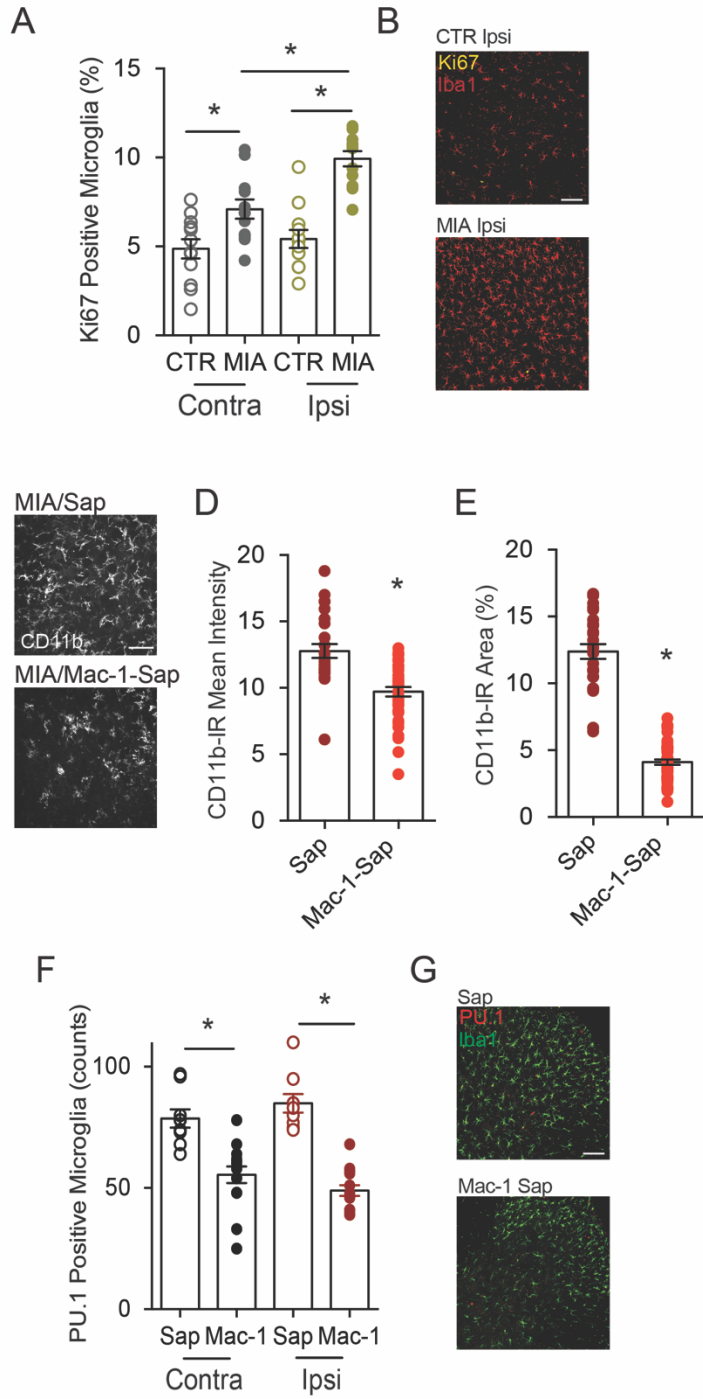 A
Ki67 Positive Microglia (%)
15
10
5
0
*
*
*
CTR MIA
CTR MIA
Contra
Ipsi
B
CTR Ipsi
Ki67
Iba1
MIA Ipsi
MIA/Sap
CD11b
MIA/Mac-1-Sap
D
CD11b-IR Mean Intensity
20
15
10
5
0
*
Sap
Mac-1-Sap
E
CD11b-IR Area (%)
20
15
10
5
0
*
Sap
Mac-1-Sap
F
PU.1 Positive Microglia (counts)
100
50
0
*
*
Sap Mac-1
Sap Mac-1
Contra
Ipsi
G
Sap
PU.1
Iba1
Mac-1 Sap